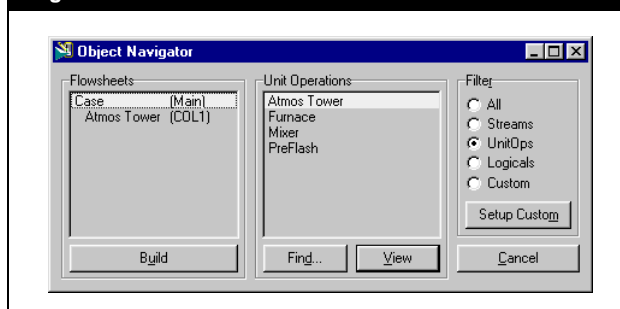 Object Navigator
Flowsheets
Case (Main)
Atmos Tower (COL1)
Build
Unit Operations
Atmos Tower
Furnace
Mixer
PreFlash
Find...
View
Filter
All
Streams
UnitOps
Logicals
Custom
Setup Custom
Cancel